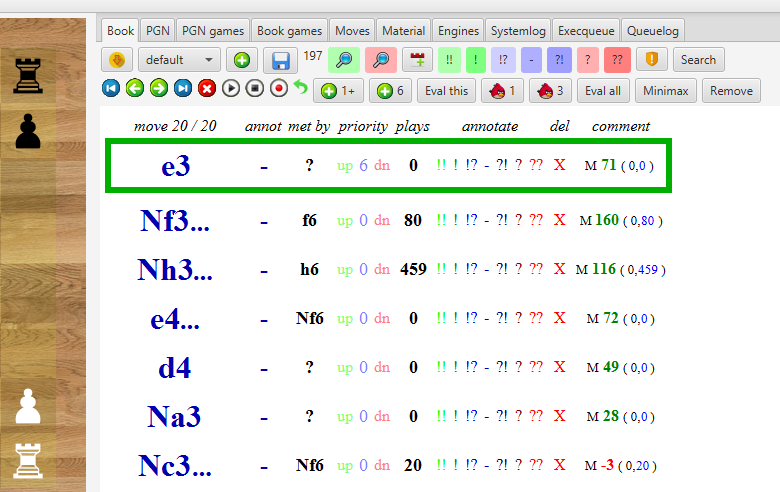 Book PGN PGN games Book games Moves Material Engines Systemlog Execqueue Queuelog
default 197 !! ! !? - ?! ? ?? Search
1+ 6 Eval this 1 3 Eval all Minimax Remove
move 20 / 20 annot met by priority plays annotate del comment
e3 - ? up 6 dn 0 !! ! !? - ?! ? ?? X M 71 ( 0,0 )
Nf3... - f6 up 0 dn 80 !! ! !? - ?! ? ?? X M 160 ( 0,80 )
Nh3... - h6 up 0 dn 459 !! ! !? - ?! ? ?? X M 116 ( 0,459 )
e4... - Nf6 up 0 dn 0 !! ! !? - ?! ? ?? X M 72 ( 0,0 )
d4 - ? up 0 dn 0 !! ! !? - ?! ? ?? X M 49 ( 0,0 )
Na3 - ? up 0 dn 0 !! ! !? - ?! ? ?? X M 28 ( 0,0 )
Nc3... - Nf6 up 0 dn 20 !! ! !? - ?! ? ?? X M -3 ( 0,20 )